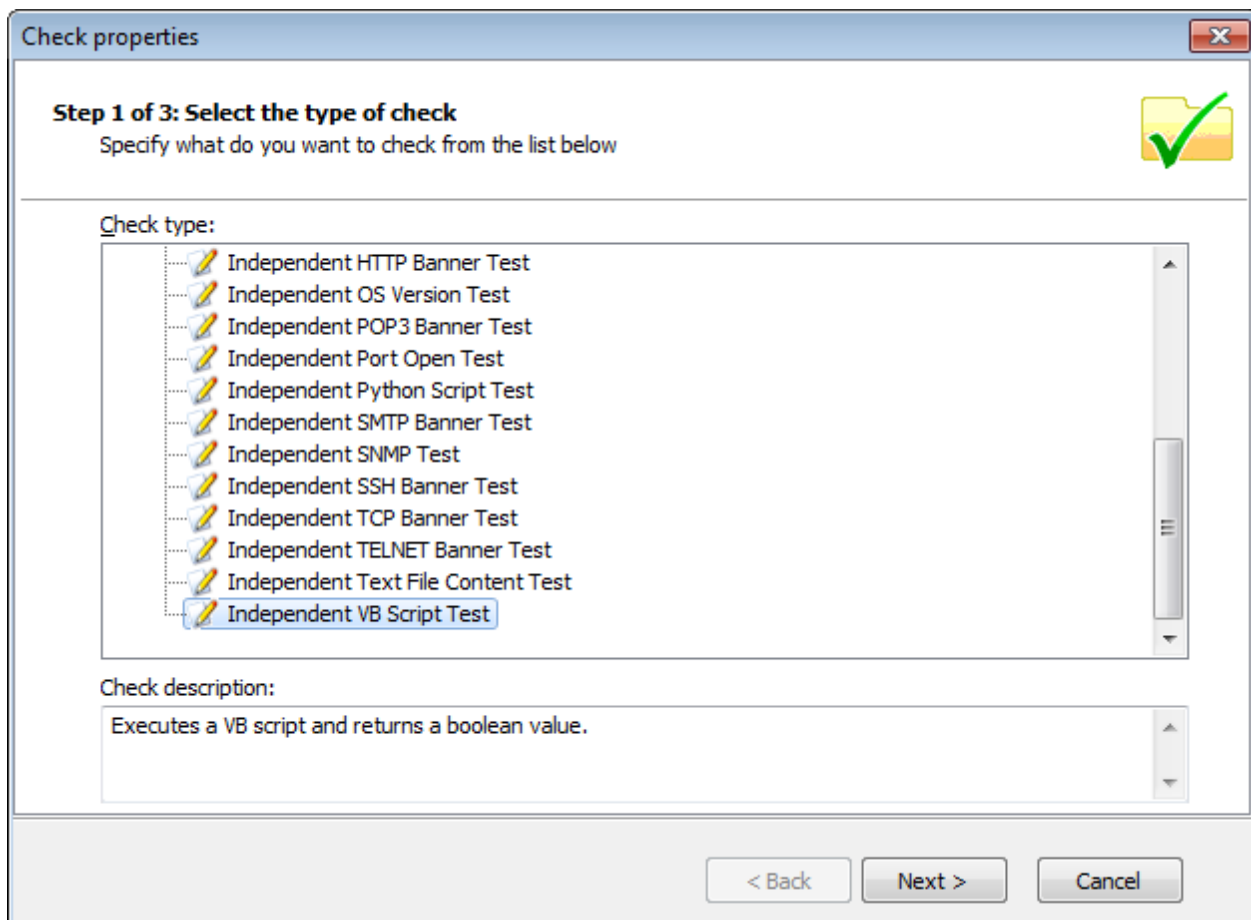 Check properties
Step 1 of 3: Select the type of check
Specify what do you want to check from the list below
Check type:
Independent HTTP Banner Test
Independent OS Version Test
Independent POP3 Banner Test
Independent Port Open Test
Independent Python Script Test
Independent SMTP Banner Test
Independent SNMP Test
Independent SSH Banner Test
Independent TCP Banner Test
Independent TELNET Banner Test
Independent Text File Content Test
Independent VB Script Test
Check description:
Executes a VB script and returns a boolean value.
< Back Next > Cancel